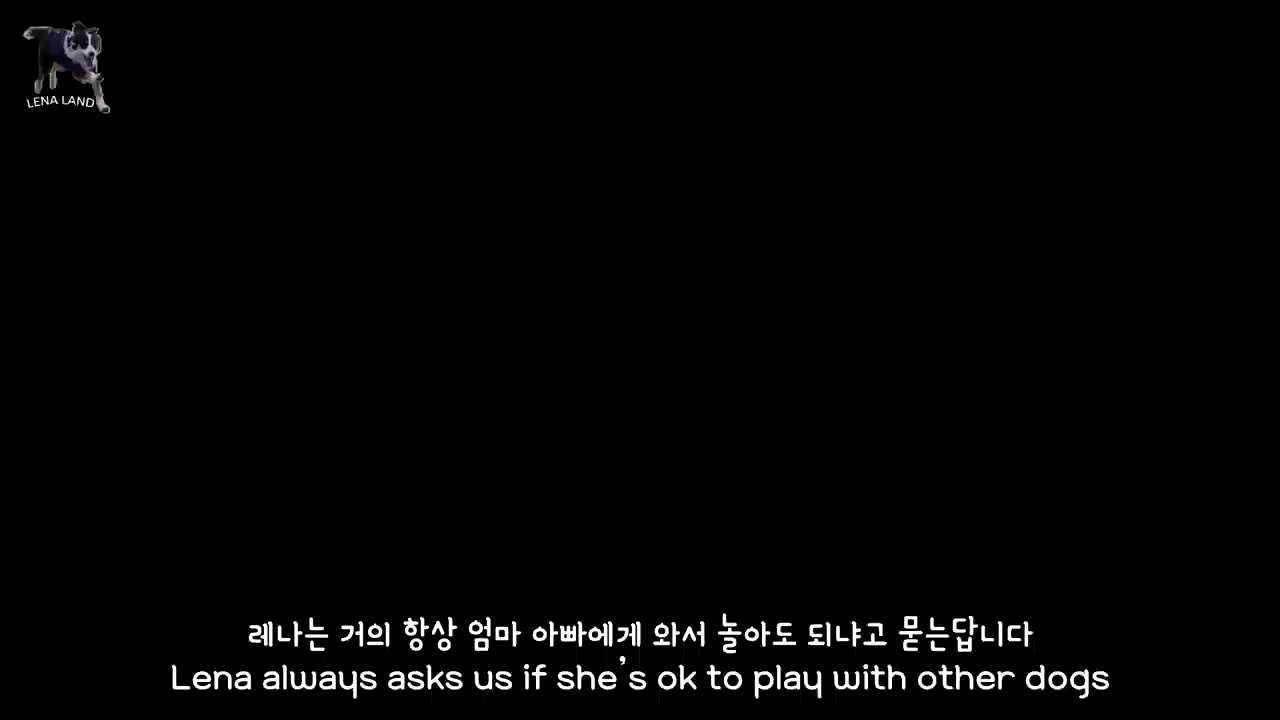 LENA LAND
레나는 거의 항상 엄마 아빠에게 와서 놀아도 되냐고 묻는답니다
Lena always asks us if she's ok to play with other dogs